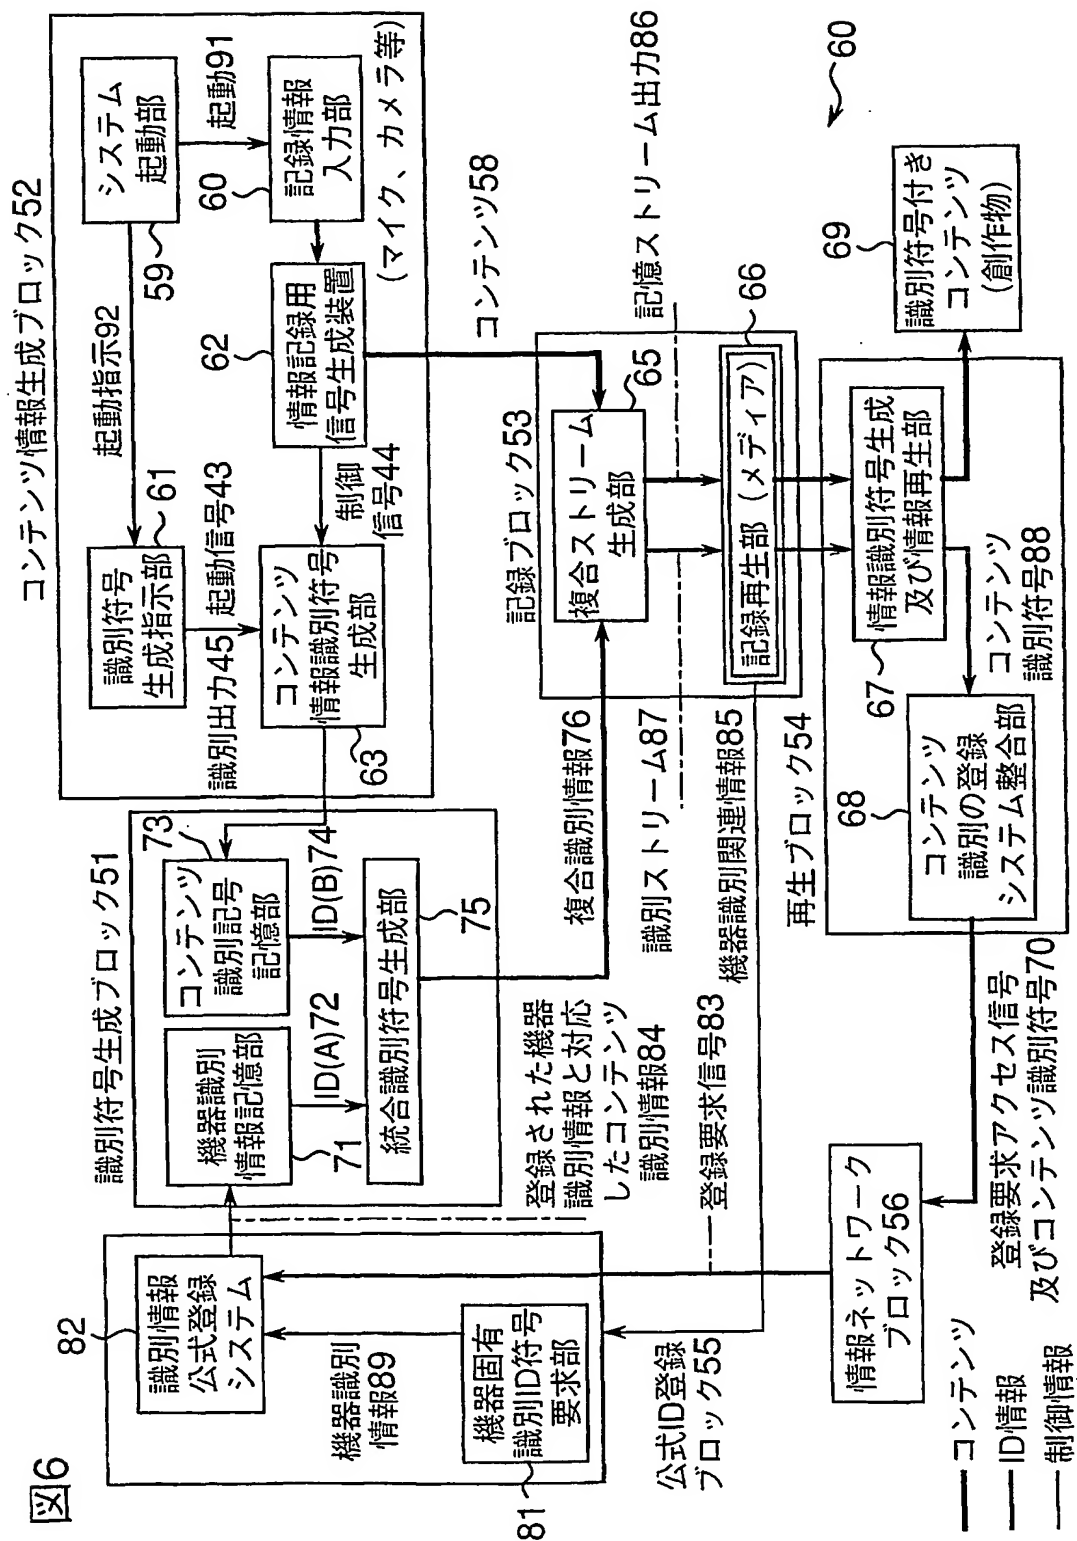 図6
コンテンツ情報生成ブロック52
システム
起動部
59
起動91
起動指示92
60
記録情報
入力部
(マイク、カメラ等)
識別符号
生成指示部
61
起動信号43
識別出力45
62
情報記録用
信号生成装置
制御
信号44
コンテンツ
情報識別符号
生成部
63
コンテンツ58
識別符号生成ブロック51
73
コンテンツ
識別記号
記憶部
ID(B)74
機器識別
情報記憶部
71
ID(A)72
統合識別符号生成部
75
記録ブロック53
複合ストリーム
生成部
65
記憶ストリーム出力86
記録再生部(メディア)
66
複合識別情報76
識別ストリーム87
機器識別関連情報85
再生ブロック54
情報識別符号生成
及び情報再生部
67
コンテンツ
識別符号88
68
コンテンツ
識別の登録
システム整合部
69
識別符号付き
コンテンツ
(創作物)
60
82
識別情報
公式登録
システム
機器識別
情報89
機器固有
識別ID符号
要求部
81
公式ID登録
ブロック55
登録された機器
識別情報と対応
したコンテンツ
識別情報84
登録要求信号83
情報ネットワーク
ブロック56
登録要求アクセス信号
及びコンテンツ識別符号70
コンテンツ
ID情報
制御情報